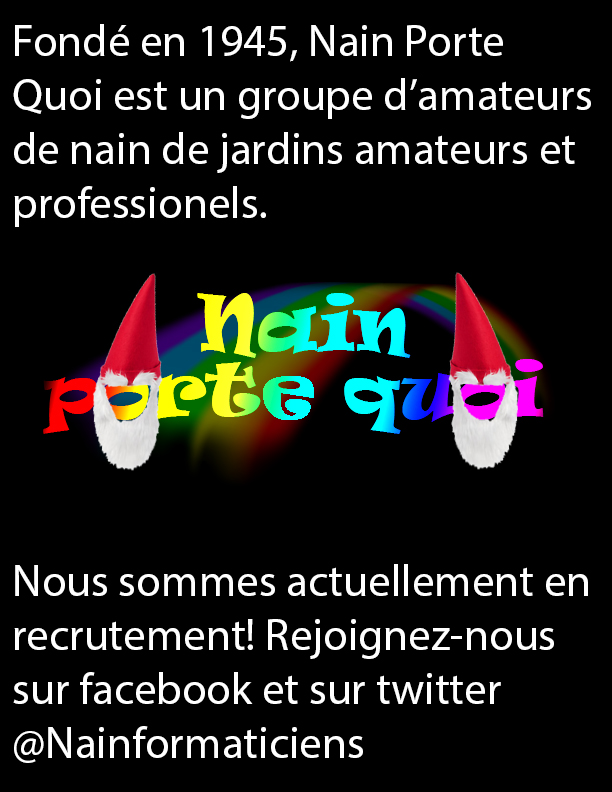 Fondé en 1945, Nain Porte
Quoi est un groupe d’amateurs
de nain de jardins amateurs et
professionels.
Nain
porte quoi
Nous sommes actuellement en
recrutement! Rejoignez-nous
sur facebook et sur twitter
@Nainformaticiens